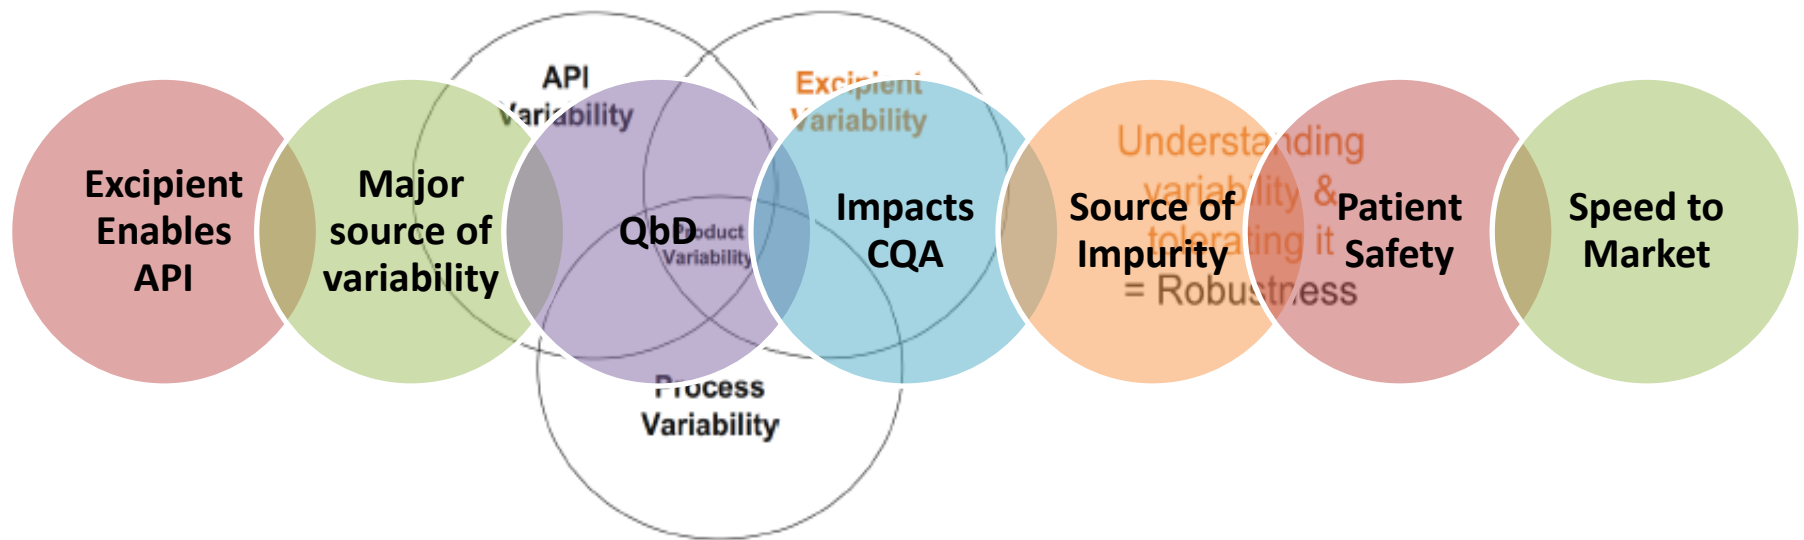 Excipient
Enables
API
Major
source of
variability
QbD
Impacts
CQA
Source of
Impurity
Patient
Safety
Speed to
Market
API
Variability
Excipient
Variability
Product
Variability
Process
Variability
Understanding
variability &
tolerating it
= Robustness